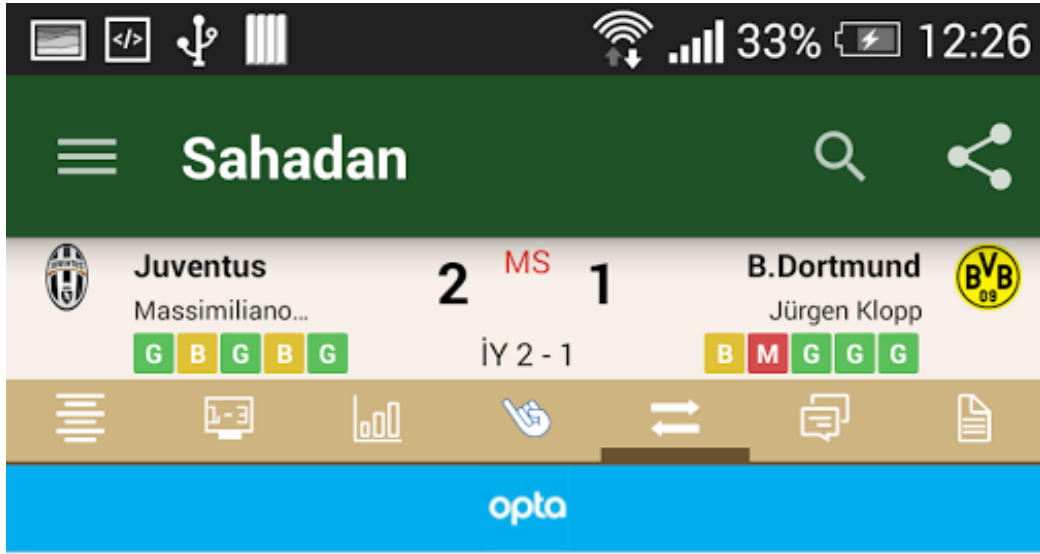 33% 12:26
Sahadan
Juventus 2 MS 1 B.Dortmund
Massimiliano... Jürgen Klopp
G B G B G İY 2 - 1 B M G G G
1-3
opta